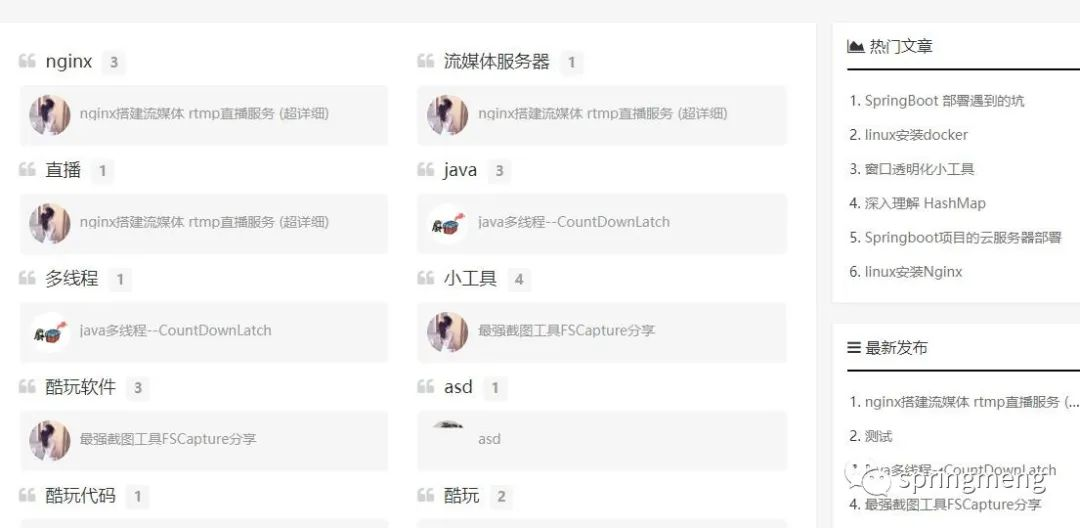 nginx 3
nginx搭建流媒体 rtmp直播服务 (超详细)
直播 1
nginx搭建流媒体 rtmp直播服务 (超详细)
多线程 1
java多线程--CountDownLatch
酷玩软件 3
最强截图工具FSCapture分享
酷玩代码 1
流媒体服务器 1
nginx搭建流媒体 rtmp直播服务 (超详细)
java 3
java多线程--CountDownLatch
小工具 4
最强截图工具FSCapture分享
asd 1
asd
酷玩 2
热门文章
1. SpringBoot 部署遇到的坑
2. linux安装docker
3. 窗口透明化小工具
4. 深入理解 HashMap
5. Springboot项目的云服务器部署
6. linux安装Nginx
最新发布
1. nginx搭建流媒体 rtmp直播服务 (...
2. 测试
java多线程--CountDownLatch
springmeng
4. 最强截图工具FSCapture分享